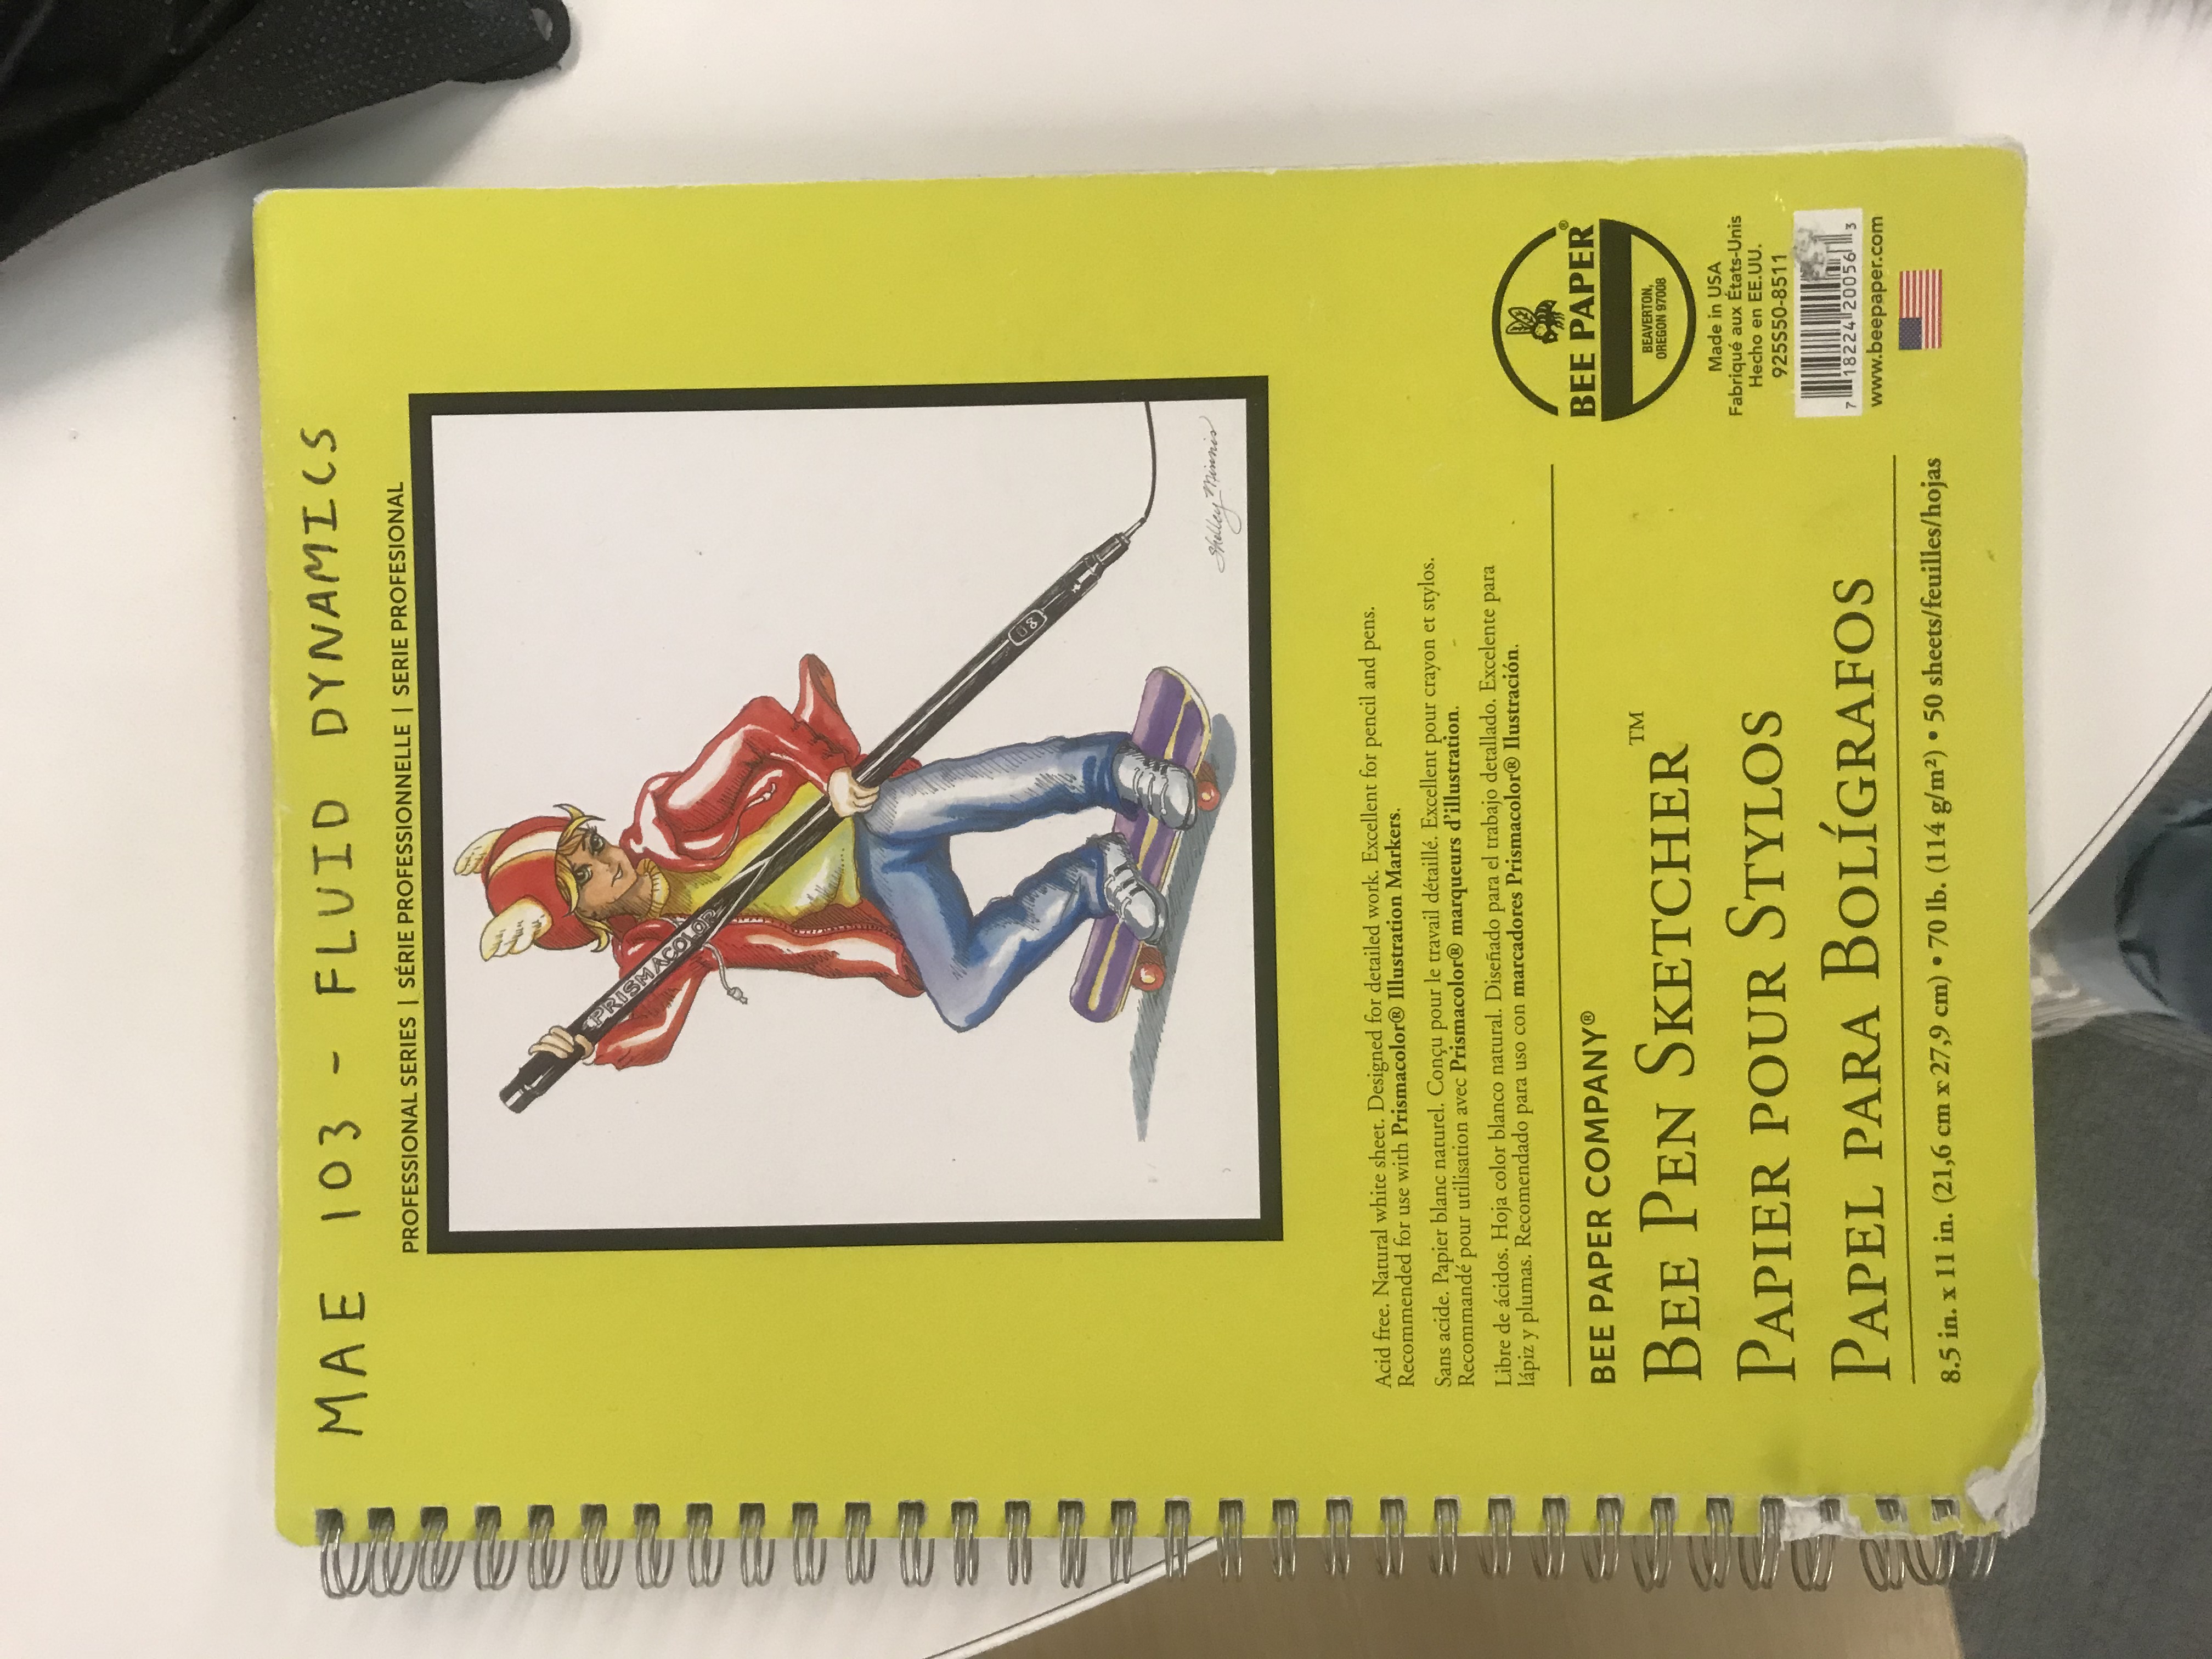 MAE 103 - FLUID DYNAMICS
PROFESSIONAL SERIES | SÉRIE PROFESSIONNELLE | SERIE PROFESIONAL
PRISMACOLOR
Shelley Minnis
Acid free. Natural white sheet. Designed for detailed work. Excellent for pencil and pens.
Recommended for use with Prismacolor® Illustration Markers.
Sans acide. Papier blanc naturel. Conçu pour le travail détaillé. Excellent pour crayon et stylos.
Recommandé pour utilisation avec Prismacolor® marqueurs d'illustration.
Libre de ácidos. Hoja color blanco natural. Diseñado para el trabajo detallado. Excelente para
lápiz y plumas. Recomendado para uso con marcadores Prismacolor® Ilustración.
BEE PAPER COMPANY®
BEE PEN SKETCHER™
PAPIER POUR STYLOS
PAPEL PARA BOLÍGRAFOS
8.5 in. x 11 in. (21,6 cm x 27,9 cm) • 70 lb. (114 g/m²) • 50 sheets/feuilles/hojas
BEE PAPER®
BEAVERTON,
OREGON 97008
Made in USA
Fabriqué aux États-Unis
Hecho en EE.UU.
925S50-8511
7 18224 20056 3
www.beepaper.com